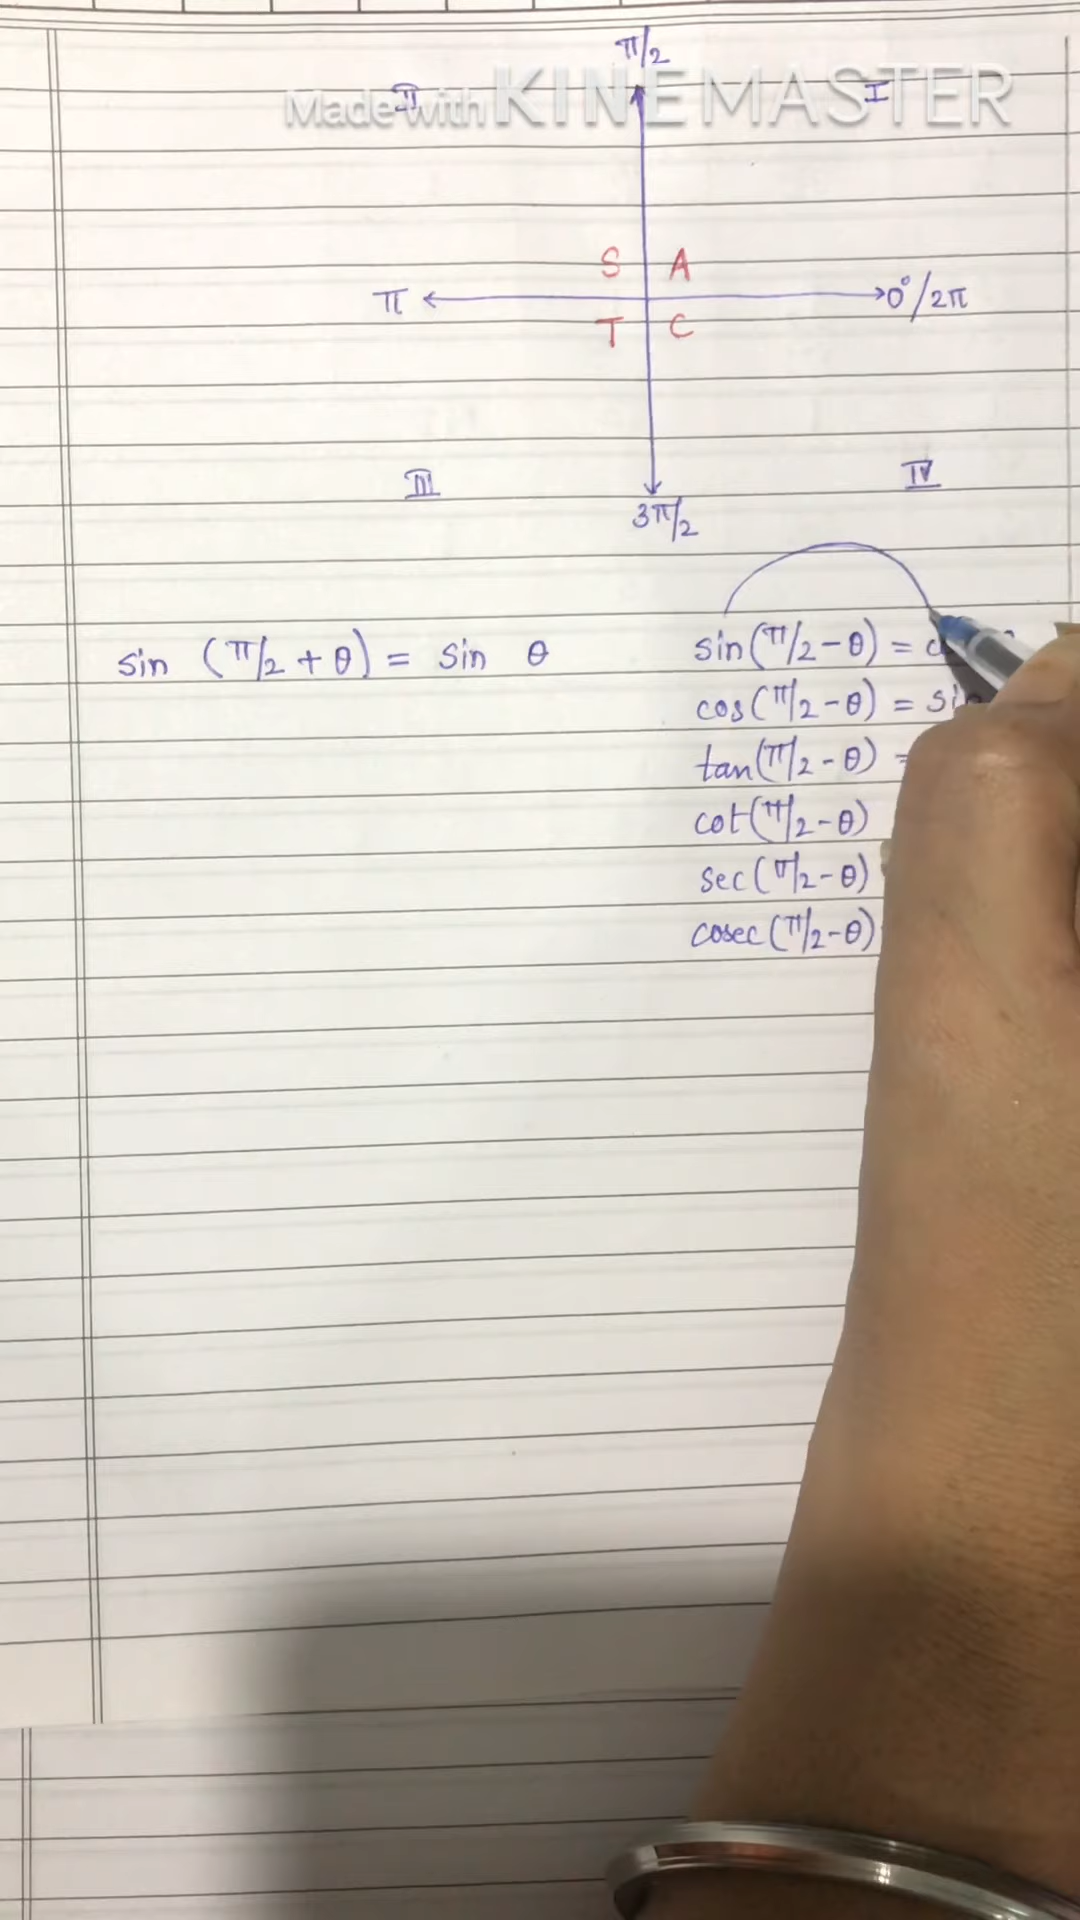 π/2
Made with KINEMASTER
II I
S A
π 0°/2π
T C
III IV
3π/2
sin (π/2 + θ) = sin θ
sin(π/2 - θ) =
cos(π/2 - θ) =
tan(π/2 - θ) =
cot(π/2 - θ)
sec(π/2 - θ)
cosec(π/2 - θ)